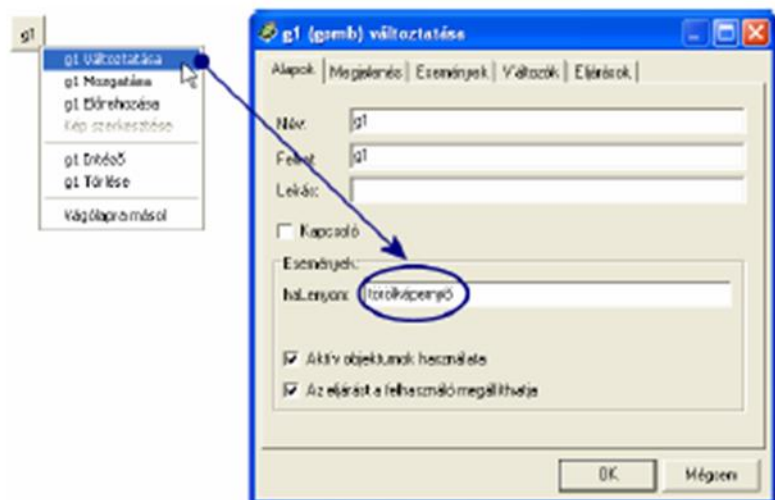 g1
g1 Változtatása
g1 Mozgatása
g1 Előrehozása
Kép szerkesztése
g1 Intéző
g1 Törlése
Vágólapra másol
g1 (gomb) változtatása
Alapok Megjelenés Események Változók Eljárások
Név: g1
Felirat g1
Leírás:
Kapcsoló
Események:
haLenyom: törölképernyő
Aktív objektumok használata
Az eljárást a felhasználó megállíthatja
OK Mégsem